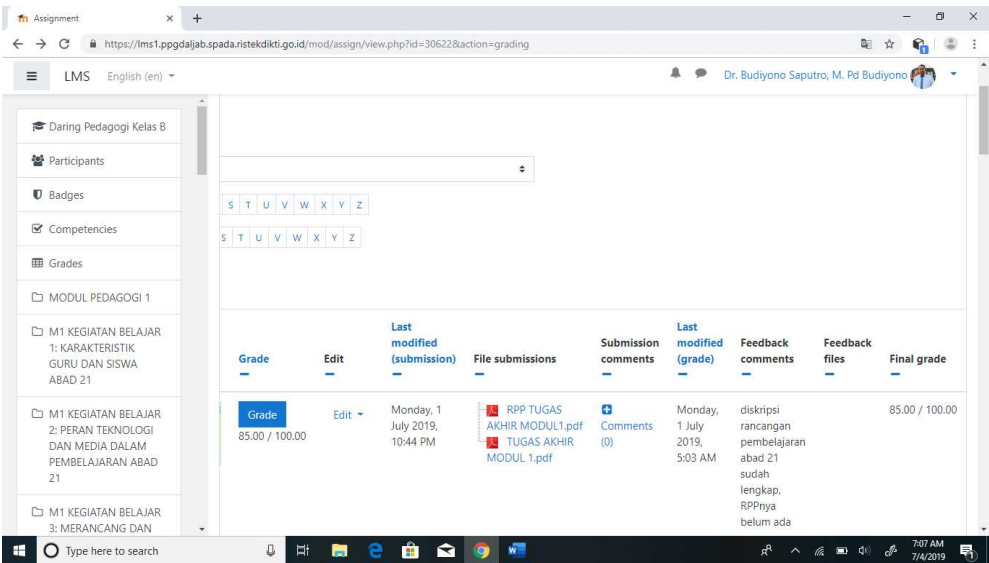 Assignment
https://lms1.ppgdaljab.spada.ristekdikti.go.id/mod/assign/view.php?id=30622&action=grading
LMS English (en)
Dr. Budiyono Saputro, M. Pd Budiyono
Daring Pedagogi Kelas B
Participants
Badges
Competencies
Grades
MODUL PEDAGOGI 1
M1 KEGIATAN BELAJAR
1: KARAKTERISTIK
GURU DAN SISWA
ABAD 21
M1 KEGIATAN BELAJAR
2: PERAN TEKNOLOGI
DAN MEDIA DALAM
PEMBELAJARAN ABAD
21
M1 KEGIATAN BELAJAR
3: MERANCANG DAN
S T U V W X Y Z
S T U V W X Y Z
Grade
Edit
Last
modified
(submission)
File submissions
Submission
comments
Last
modified
(grade)
Feedback
comments
Feedback
files
Final grade
Grade
85.00 / 100.00
Edit
Monday, 1
July 2019,
10:44 PM
RPP TUGAS
AKHIR MODUL1.pdf
TUGAS AKHIR
MODUL 1.pdf
Comments
(0)
Monday,
1 July
2019,
5:03 AM
diskripsi
rancangan
pembelajaran
abad 21
sudah
lengkap,
RPPnya
belum ada
85.00 / 100.00
Type here to search
7:07 AM
7/4/2019